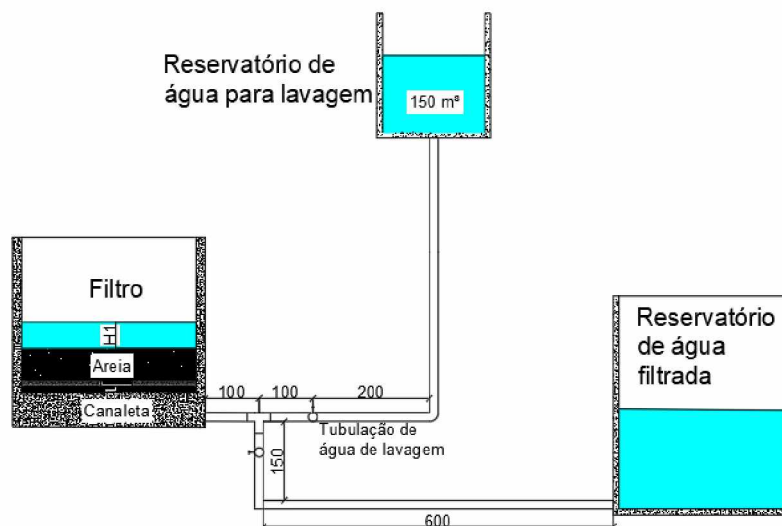 Reservatório de
água para lavagem
150 m³
Filtro
H1
Areia
Canaleta
100
100
200
Tubulação de
água de lavagem
150
600
Reservatório
de água
filtrada